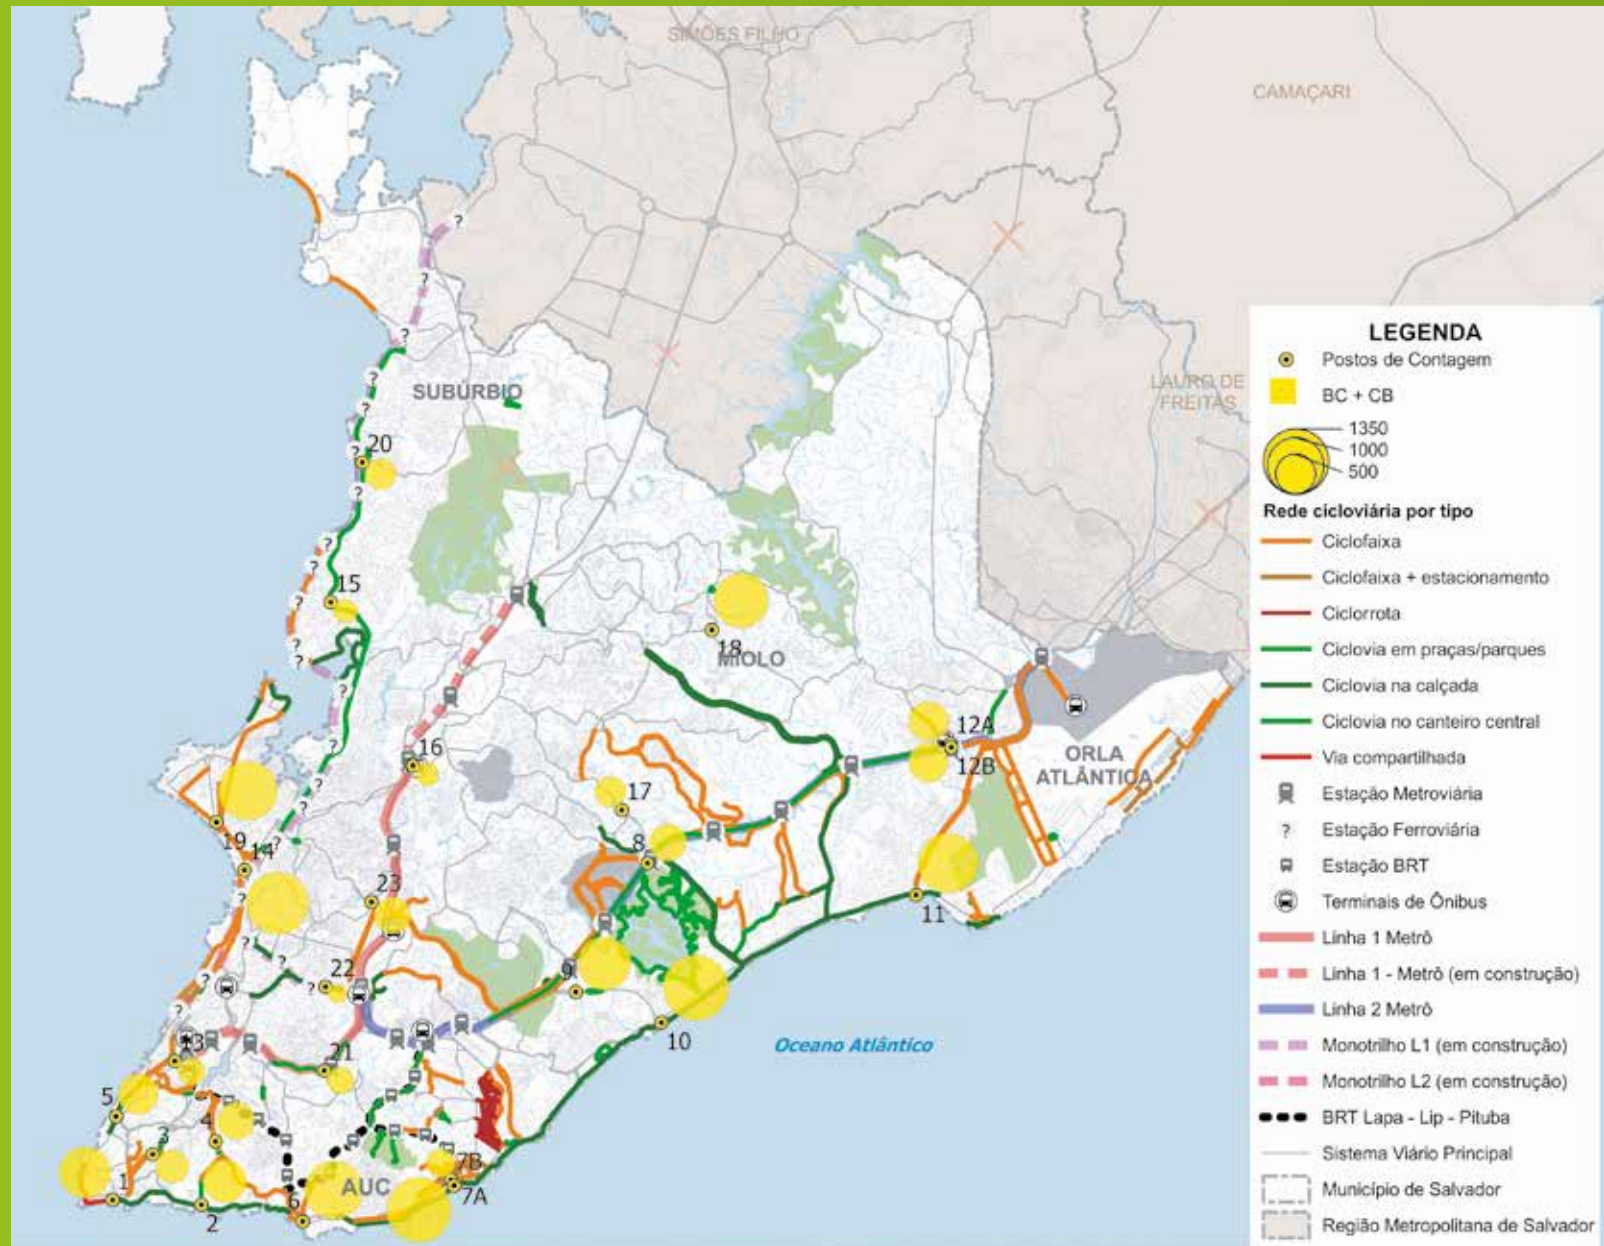 SIMÕES FILHO
CAMAÇARI
LAURO DE
FREITAS
SUBÚRBIO
20
15
18
MIOLO
16
12A
12B
ORLA
ATLÂNTICA
17
19
14
8
11
23
22
9
10
Oceano Atlântico
13
21
5
4
3
7B
7A
AUC
6
1
2
LEGENDA
Postos de Contagem
BC + CB
1350
1000
500
Rede cicloviária por tipo
Ciclofaixa
Ciclofaixa + estacionamento
Ciclorrota
Ciclovia em praças/parques
Ciclovia na calçada
Ciclovia no canteiro central
Via compartilhada
Estação Metroviária
? Estação Ferroviária
Estação BRT
Terminais de Ônibus
Linha 1 Metrô
Linha 1 - Metrô (em construção)
Linha 2 Metrô
Monotrilho L1 (em construção)
Monotrilho L2 (em construção)
BRT Lapa - Lip - Pituba
Sistema Viário Principal
Município de Salvador
Região Metropolitana de Salvador